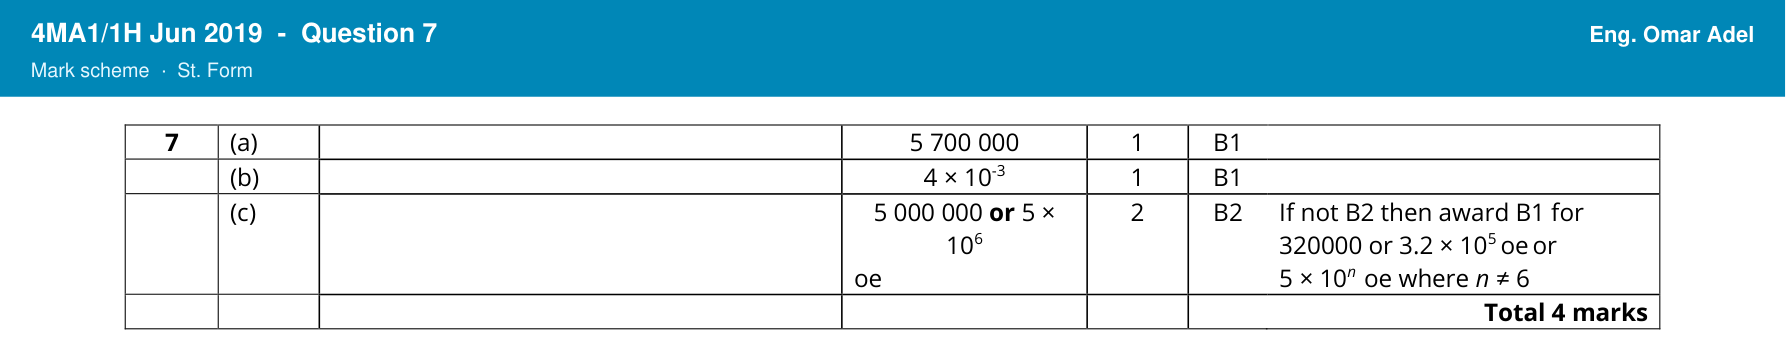 4MA1/1H Jun 2019 - Question 7
Eng. Omar Adel
Mark scheme · St. Form
7 (a) 5 700 000 1 B1
(b) 4 × 10⁻³ 1 B1
(c) 5 000 000 or 5 × 2 B2 If not B2 then award B1 for
10⁶ 320000 or 3.2 × 10⁵ oe or
oe 5 × 10ⁿ oe where n ≠ 6
Total 4 marks